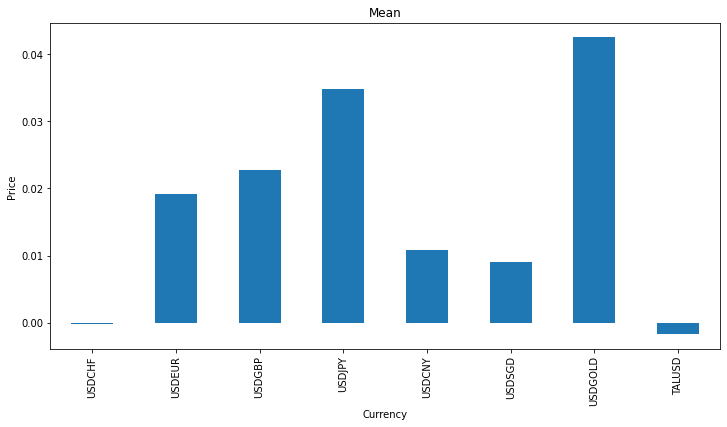 Mean
Price
0.04
0.03
0.02
0.01
0.00
USDCHF
USDEUR
USDGBP
USDJPY
USDCNY
USDSGD
USDGOLD
TALUSD
Currency